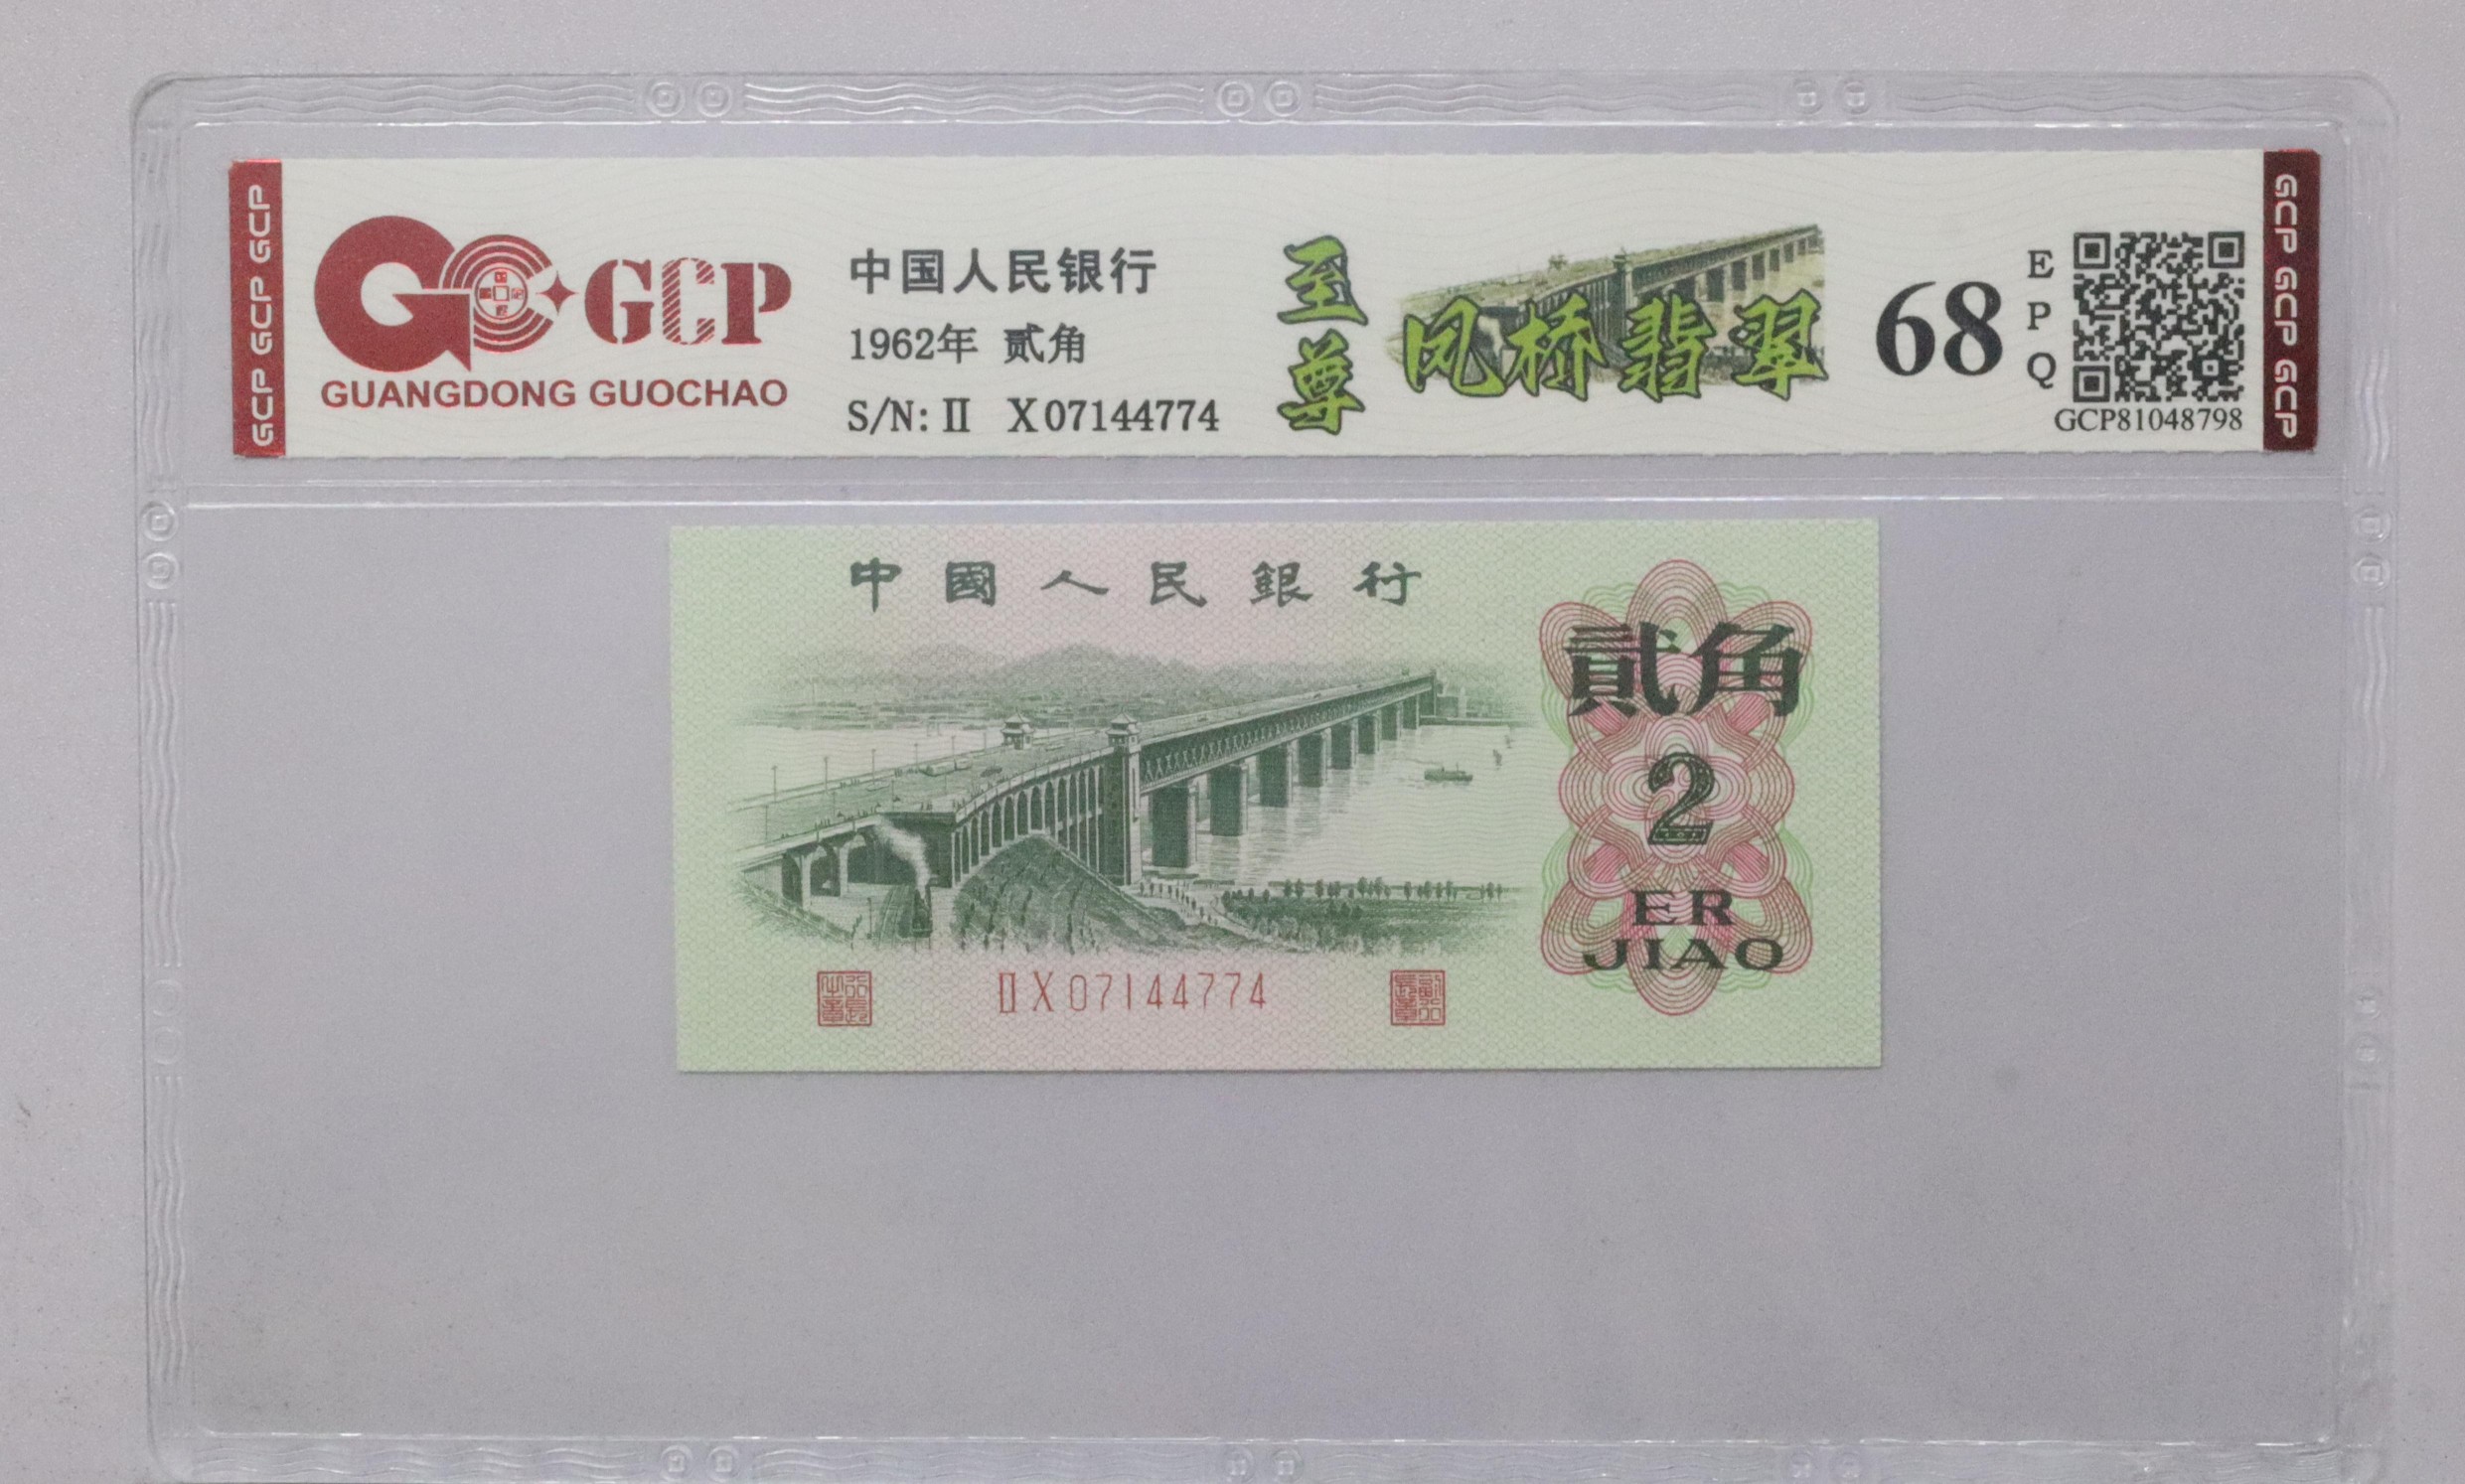 GCP GCP GCP
GCP
GUANGDONG GUOCHAO
中国人民银行
1962年 贰角
S/N: II X07144774
至尊
凤桥翡翠
68
EPQ
GCP81048798
GCP GCP GCP
中國人民銀行
貳角
2
ER
JIAO
IIX07144774